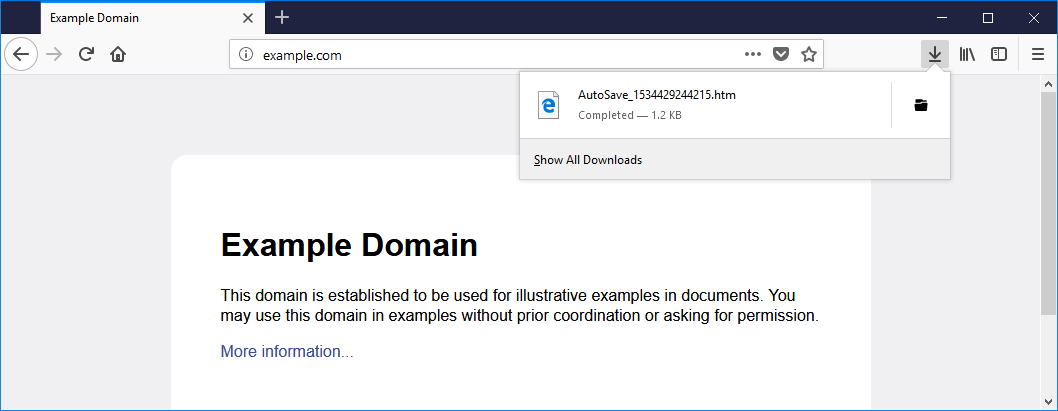 Example Domain
example.com
AutoSave_1534429244215.htm
Completed — 1.2 KB
Show All Downloads
Example Domain
This domain is established to be used for illustrative examples in documents. You
may use this domain in examples without prior coordination or asking for permission.
More information...